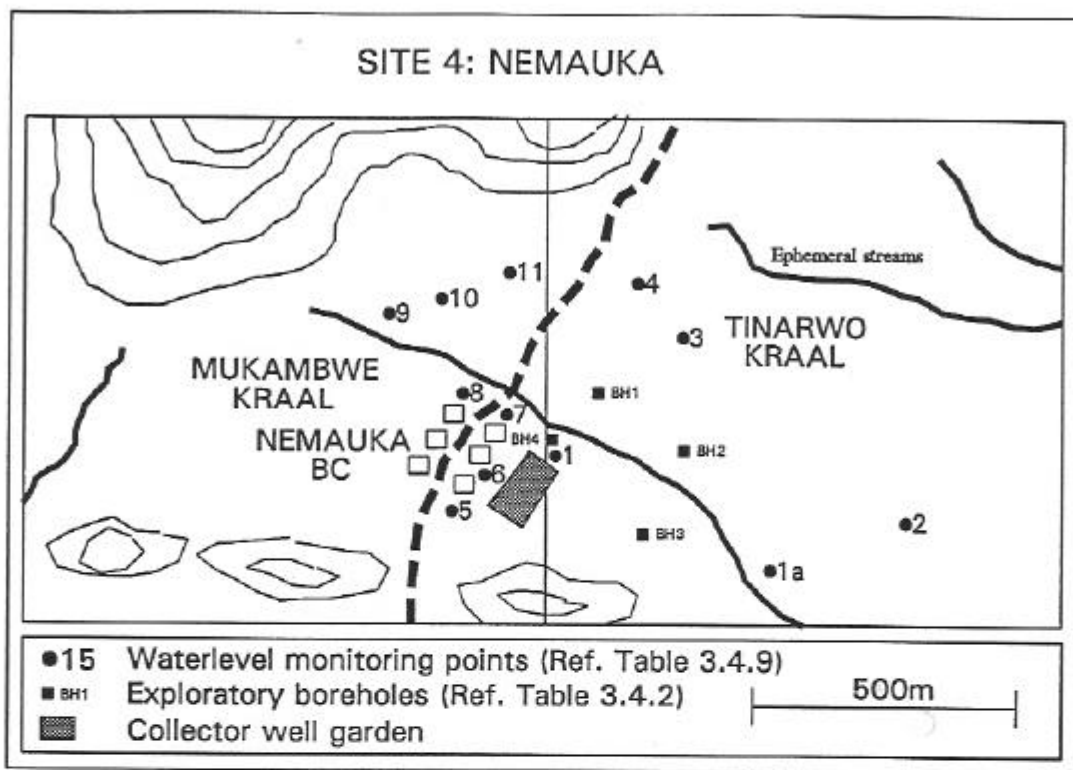 SITE 4: NEMAUKA
Ephemeral streams
11
4
10
9
3
TINARWO
KRAAL
MUKAMBWE
KRAAL
8
BH1
7
NEMAUKA
BC
BH4
1
BH2
6
5
2
BH3
1a
15 Waterlevel monitoring points (Ref. Table 3.4.9)
BH1 Exploratory boreholes (Ref. Table 3.4.2)
Collector well garden
500m